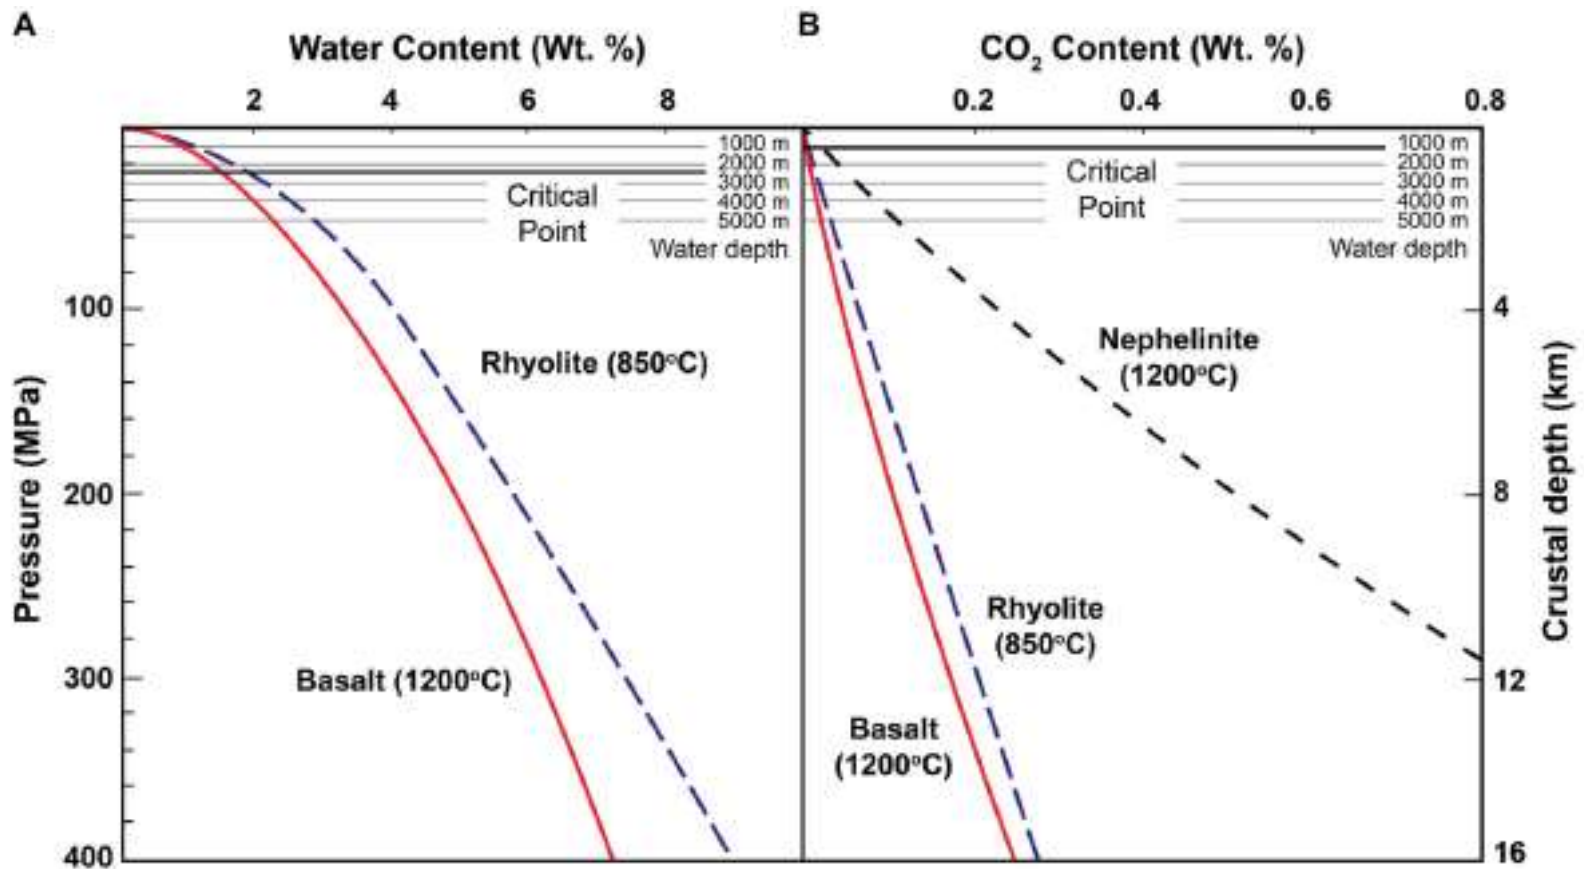 A
Water Content (Wt. %)
2 4 6 8
1000 m
2000 m
3000 m
4000 m
5000 m
Water depth
Critical
Point
100
200
300
400
Pressure (MPa)
Rhyolite (850°C)
Basalt (1200°C)
B
CO₂ Content (Wt. %)
0.2 0.4 0.6 0.8
1000 m
2000 m
3000 m
4000 m
5000 m
Water depth
Critical
Point
Nephelinite
(1200°C)
Rhyolite
(850°C)
Basalt
(1200°C)
4
8
12
16
Crustal depth (km)